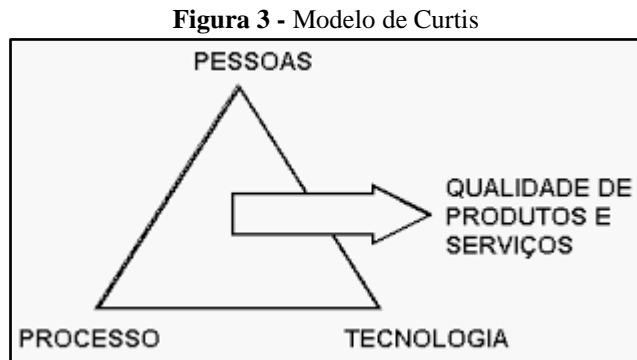 Figura 3 - Modelo de Curtis
PESSOAS
QUALIDADE DE
PRODUTOS E
SERVIÇOS
PROCESSO
TECNOLOGIA